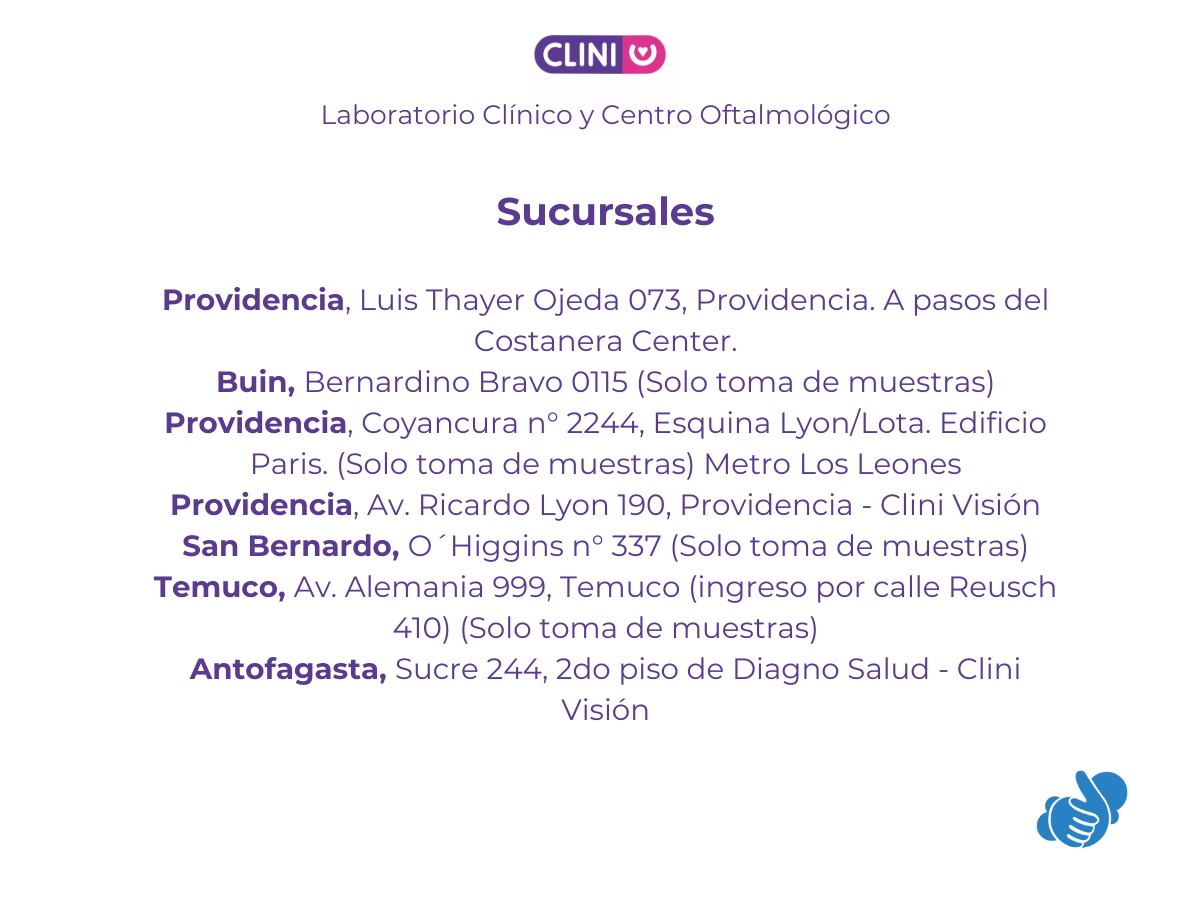 CLINI
Laboratorio Clínico y Centro Oftalmológico
Sucursales
Providencia, Luis Thayer Ojeda 073, Providencia. A pasos del
Costanera Center.
Buin, Bernardino Bravo 0115 (Solo toma de muestras)
Providencia, Coyancura n° 2244, Esquina Lyon/Lota. Edificio
Paris. (Solo toma de muestras) Metro Los Leones
Providencia, Av. Ricardo Lyon 190, Providencia - Clini Visión
San Bernardo, O´Higgins n° 337 (Solo toma de muestras)
Temuco, Av. Alemania 999, Temuco (ingreso por calle Reusch
410) (Solo toma de muestras)
Antofagasta, Sucre 244, 2do piso de Diagno Salud - Clini
Visión